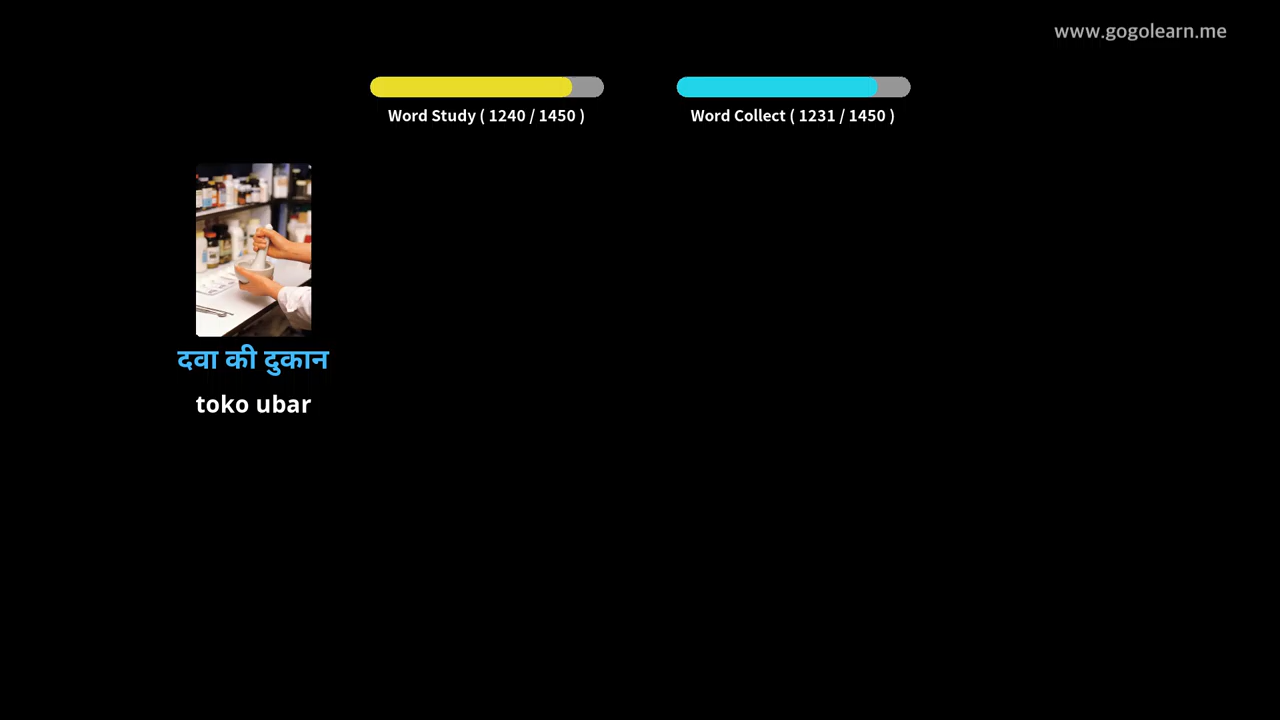 www.gogolearn.me
Word Study ( 1240 / 1450 )
Word Collect ( 1231 / 1450 )
दवा की दुकान
toko ubar